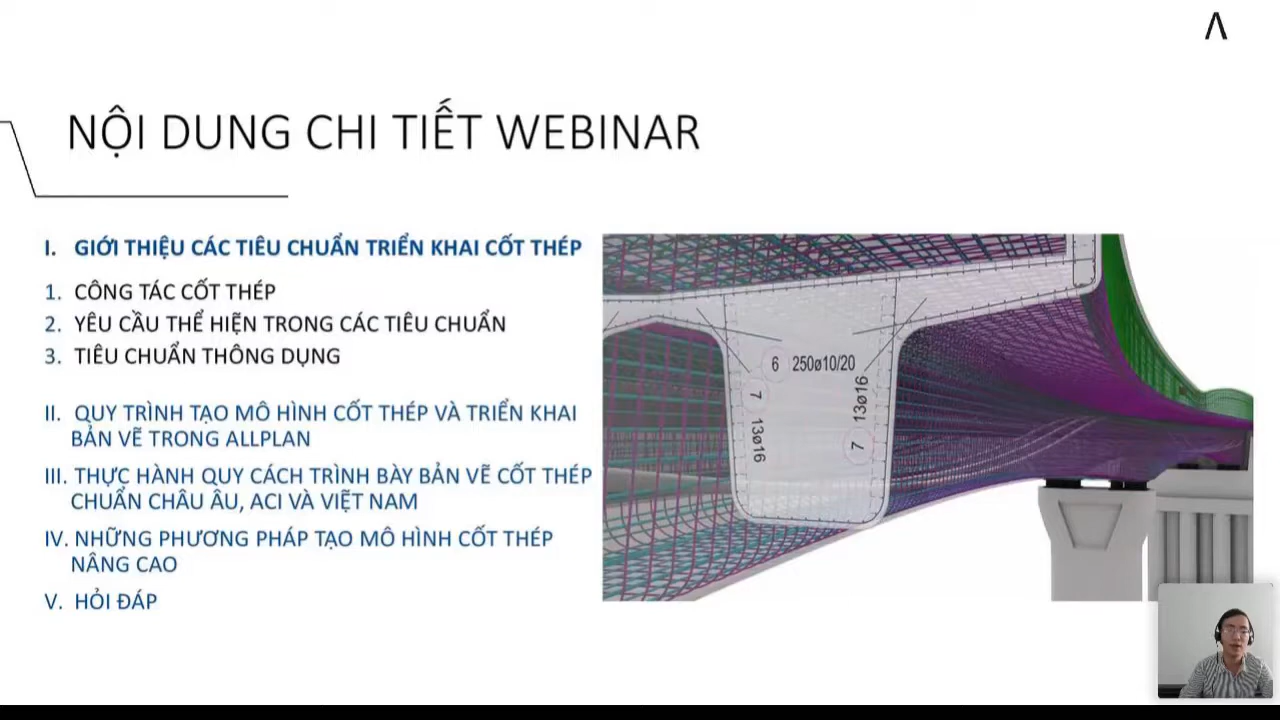 NỘI DUNG CHI TIẾT WEBINAR
I. GIỚI THIỆU CÁC TIÊU CHUẨN TRIỂN KHAI CỐT THÉP
1. CÔNG TÁC CỐT THÉP
2. YÊU CẦU THỂ HIỆN TRONG CÁC TIÊU CHUẨN
3. TIÊU CHUẨN THÔNG DỤNG
II. QUY TRÌNH TẠO MÔ HÌNH CỐT THÉP VÀ TRIỂN KHAI
BẢN VẼ TRONG ALLPLAN
III. THỰC HÀNH QUY CÁCH TRÌNH BÀY BẢN VẼ CỐT THÉP
CHUẨN CHÂU ÂU, ACI VÀ VIỆT NAM
IV. NHỮNG PHƯƠNG PHÁP TẠO MÔ HÌNH CỐT THÉP
NÂNG CAO
V. HỎI ĐÁP
6 250ø10/20
7 13ø16
7 13ø16